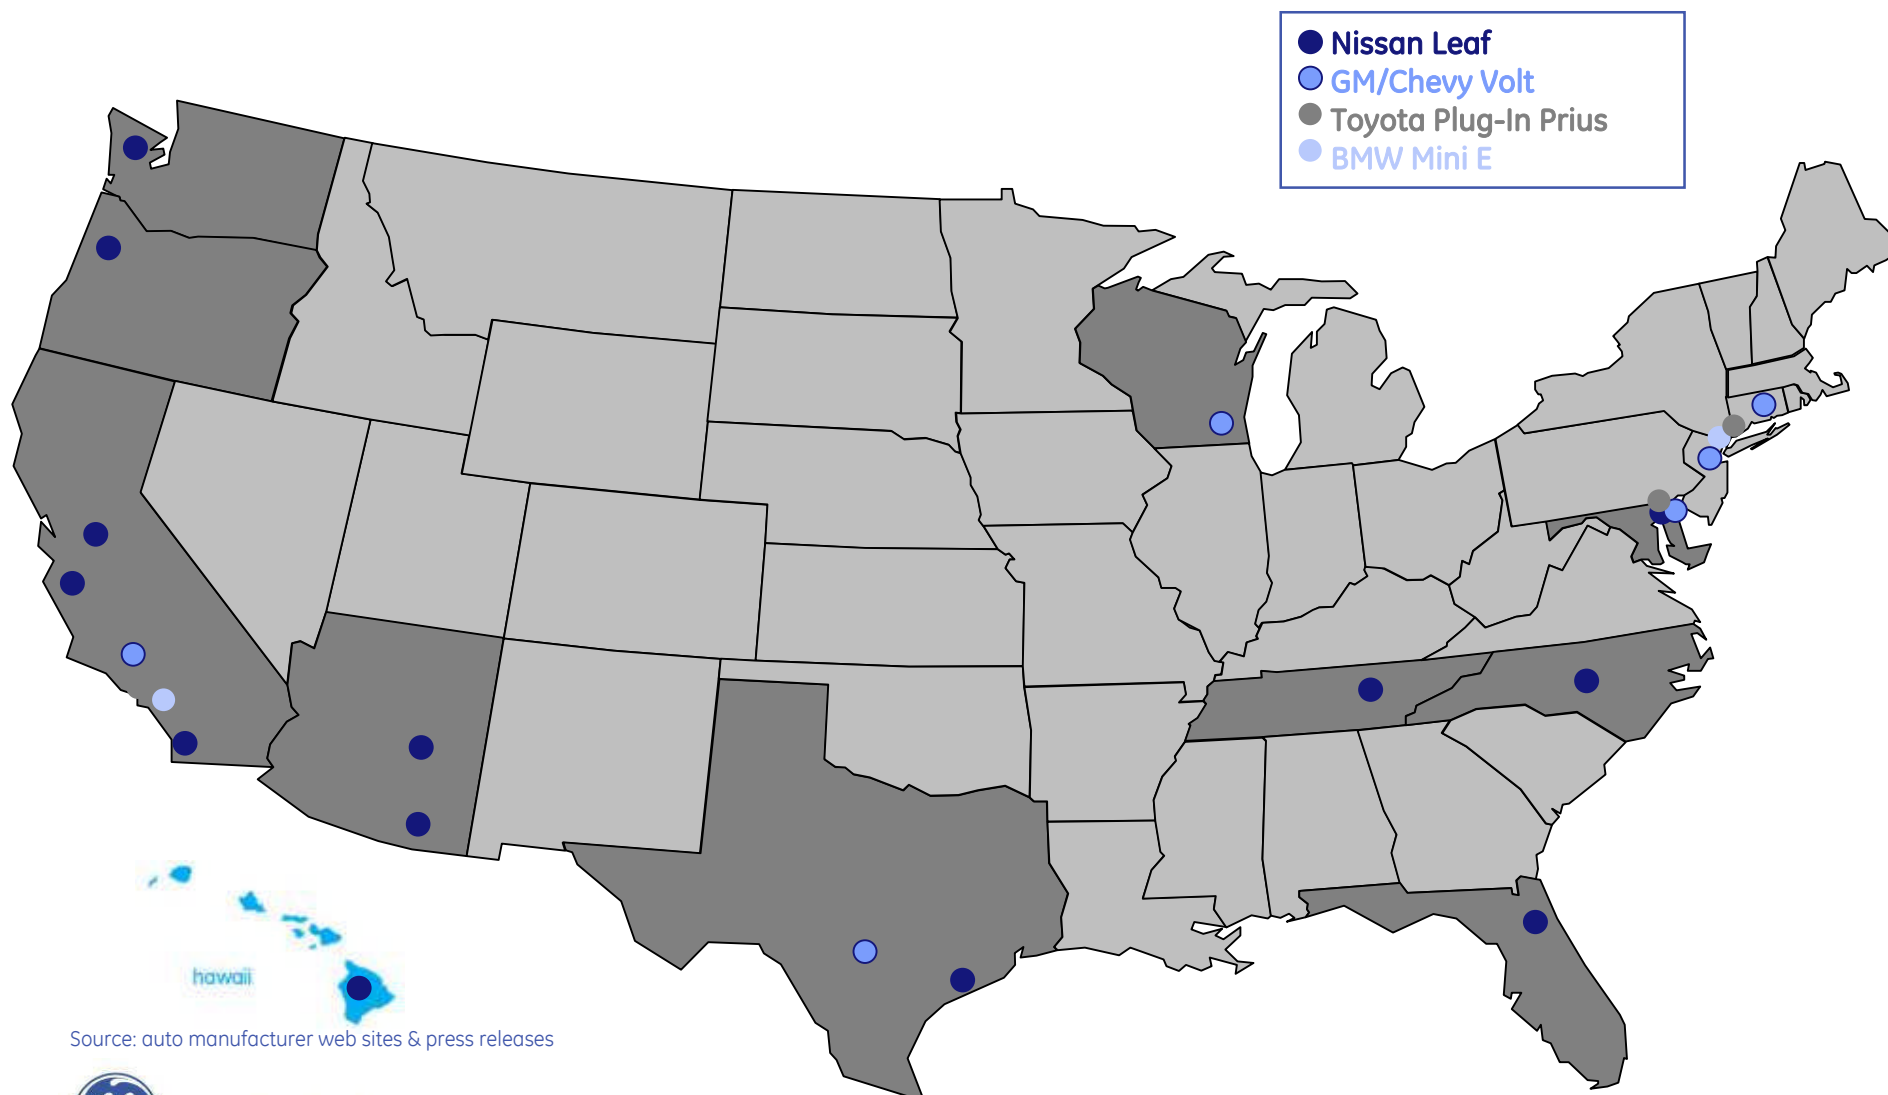 Nissan Leaf
GM/Chevy Volt
Toyota Plug-In Prius
BMW Mini E
hawaii
Source: auto manufacturer web sites & press releases